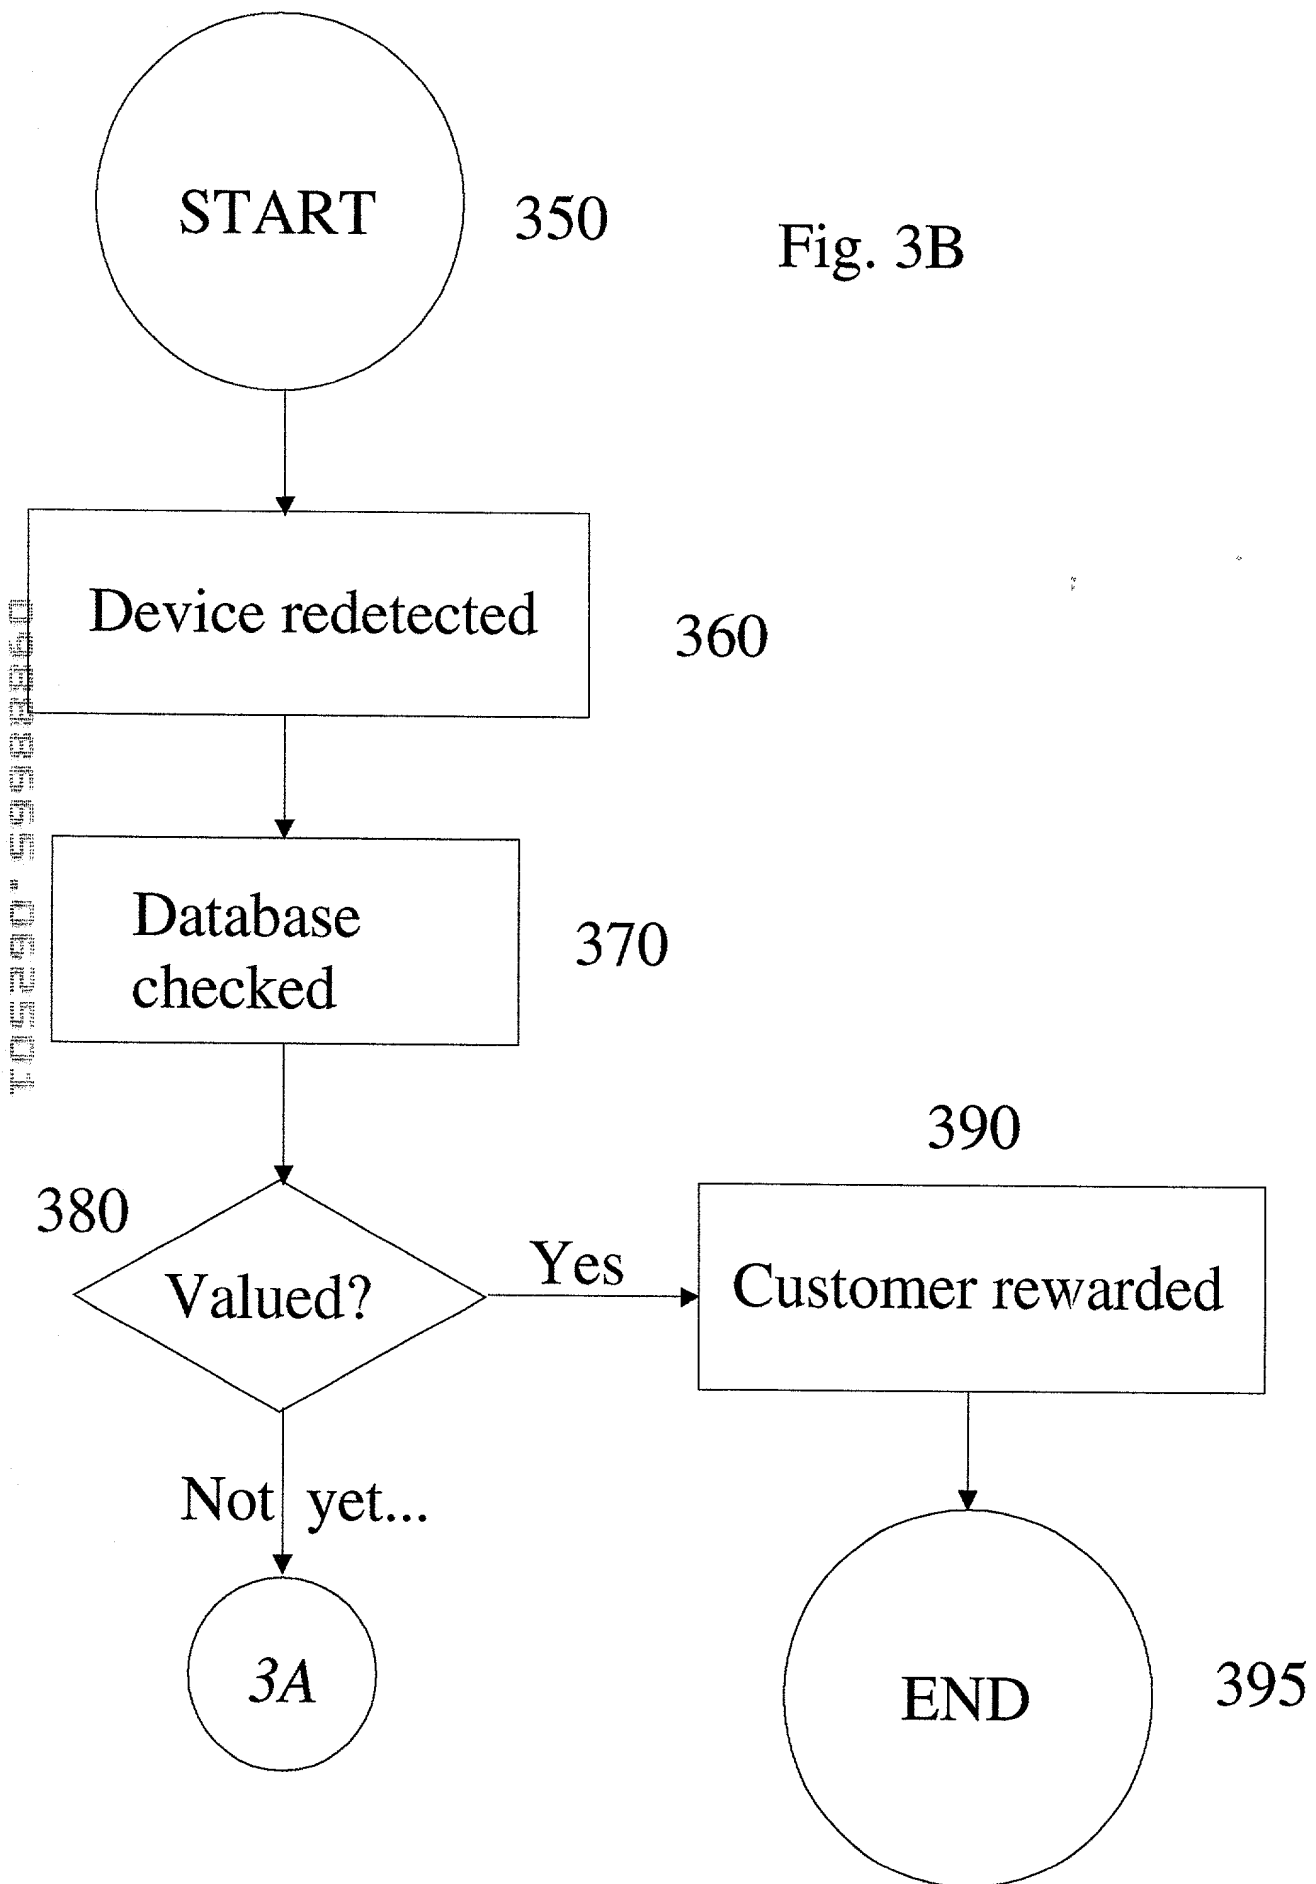 START
350
Fig. 3B
Device redetected
360
Database
checked
370
390
380
Valued?
Yes
Customer rewarded
Not yet...
3A
END
395